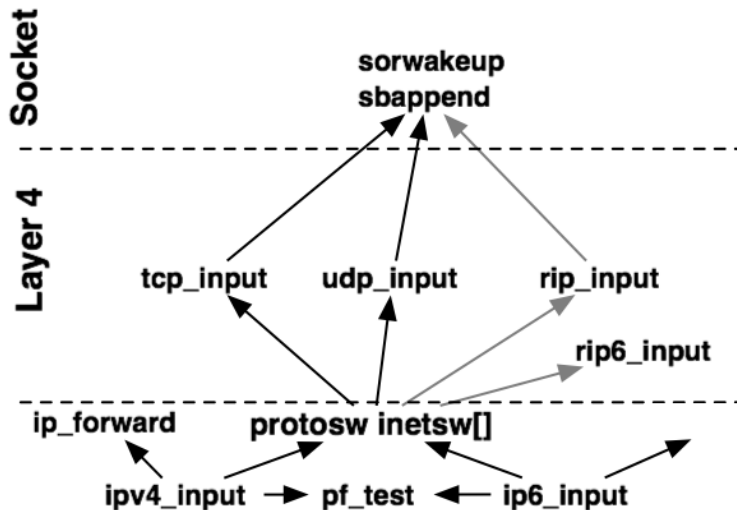 Socket
sorwakeup
sbappend
Layer 4
tcp_input
udp_input
rip_input
rip6_input
ip_forward
protosw inetsw[]
ipv4_input
pf_test
ip6_input